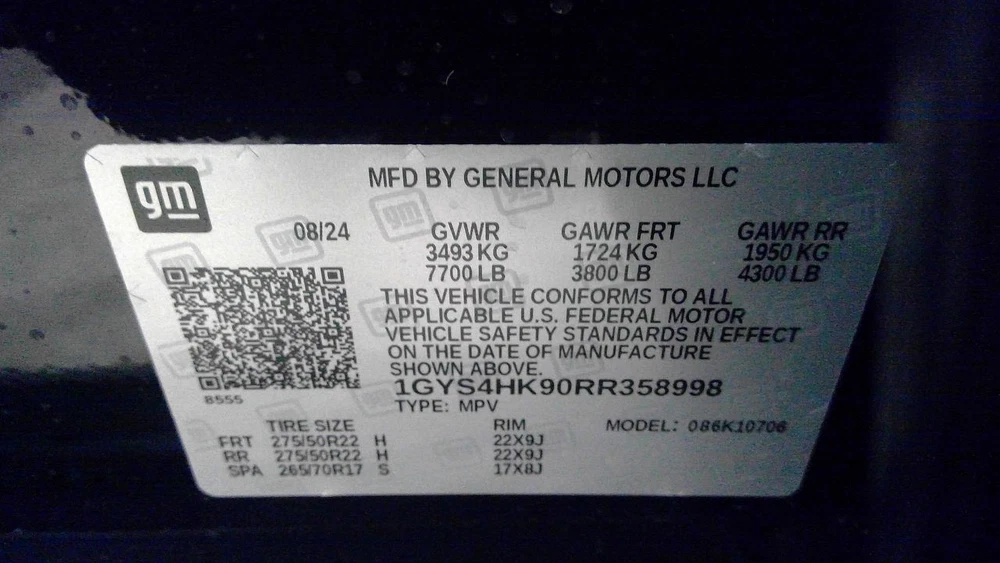 gm
MFD BY GENERAL MOTORS LLC
08/24 GVWR GAWR FRT GAWR RR
3493 KG 1724 KG 1950 KG
7700 LB 3800 LB 4300 LB
THIS VEHICLE CONFORMS TO ALL
APPLICABLE U.S. FEDERAL MOTOR
VEHICLE SAFETY STANDARDS IN EFFECT
ON THE DATE OF MANUFACTURE
SHOWN ABOVE.
1GYS4HK90RR358998
8555
TYPE: MPV
TIRE SIZE RIM MODEL: 086K10706
FRT 275/50R22 H 22X9J
RR 275/50R22 H 22X9J
SPA 265/70R17 S 17X8J